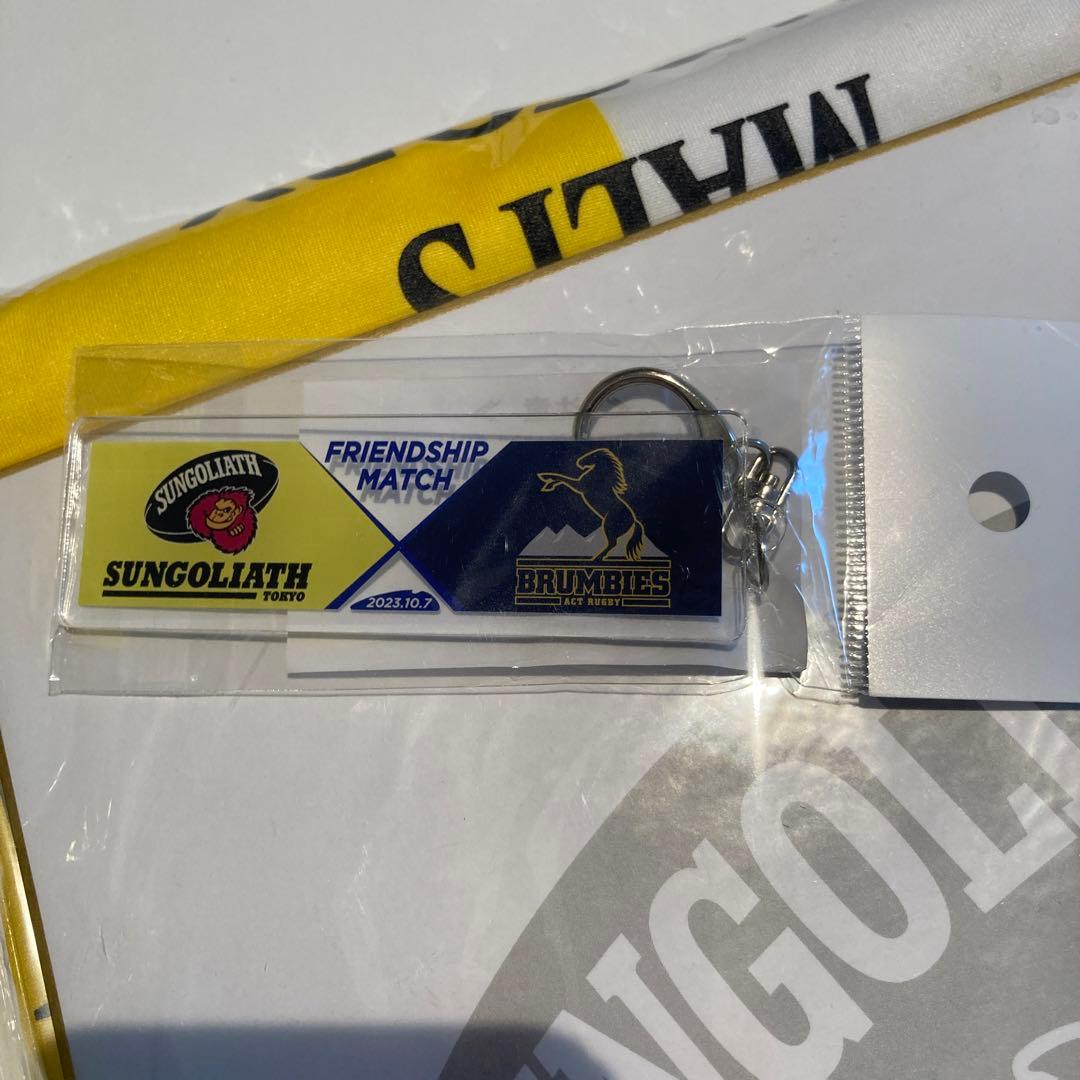 SUNGOLIATH
SUNGOLIATH
TOKYO
FRIENDSHIP
MATCH
2023.10.7
BRUMBIES
ACT RUGBY